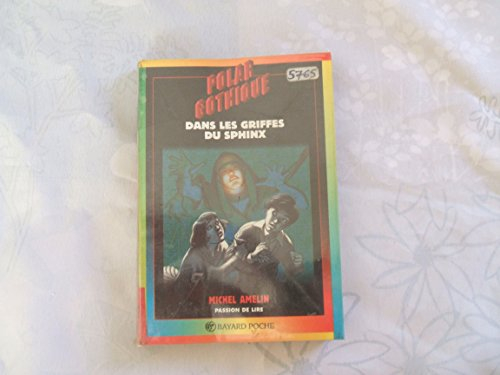 POLAR
GOTHIQUE
5765
DANS LES GRIFFES
DU SPHINX
MICHEL AMELIN
PASSION DE LIRE
BAYARD POCHE